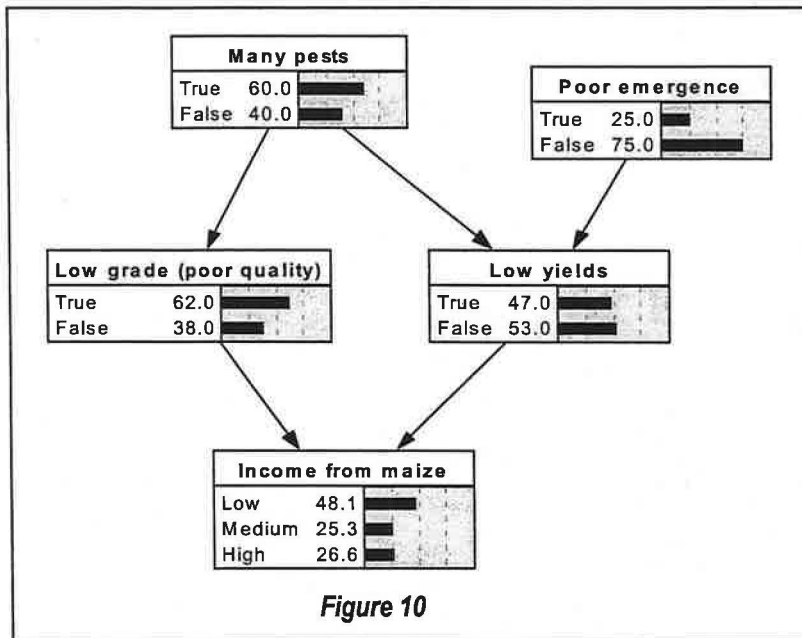 Many pests
True 60.0
False 40.0
Poor emergence
True 25.0
False 75.0
Low grade (poor quality)
True 62.0
False 38.0
Low yields
True 47.0
False 53.0
Income from maize
Low 48.1
Medium 25.3
High 26.6
Figure 10